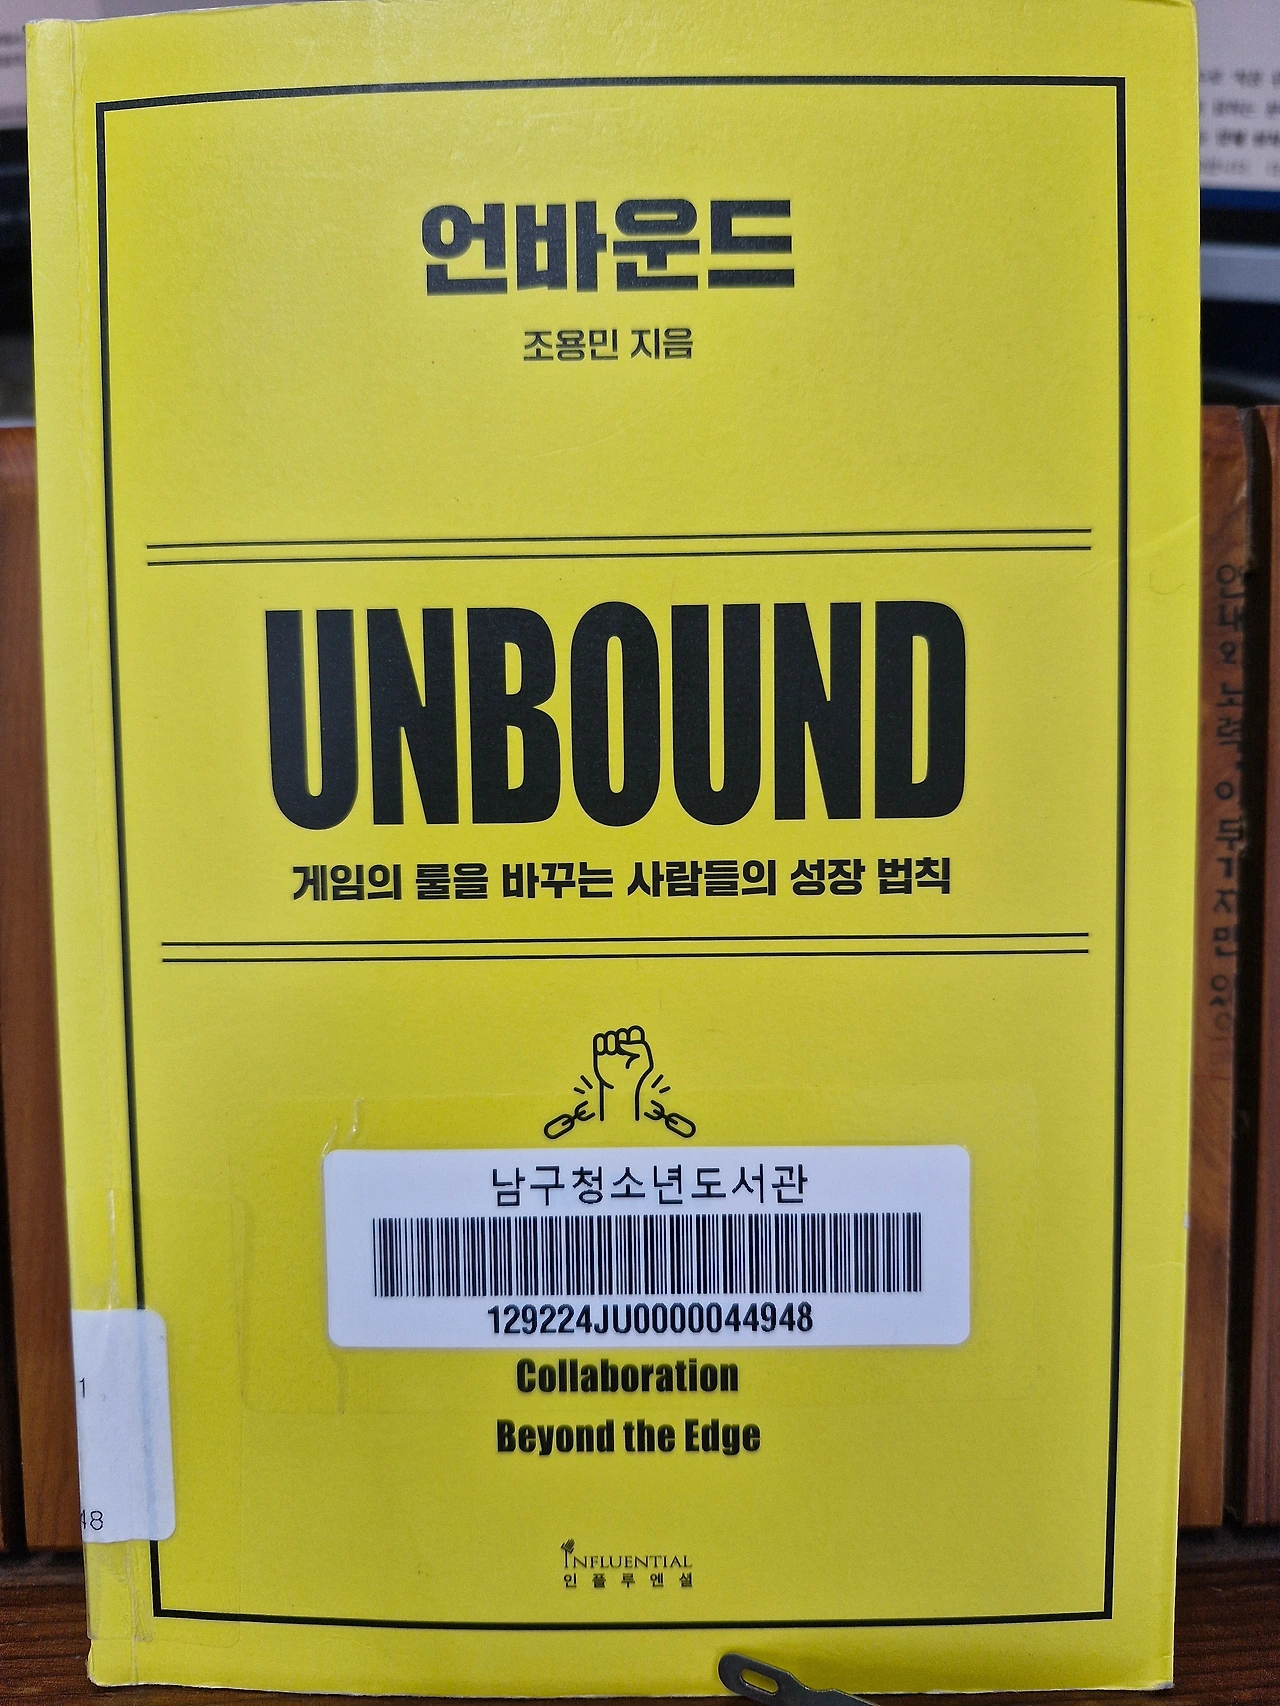 언바운드
조용민 지음
UNBOUND
게임의 룰을 바꾸는 사람들의 성장 법칙
남구청소년도서관
129224JU0000044948
Collaboration
Beyond the Edge
1
48
INFLUENTIAL
인플루엔셜